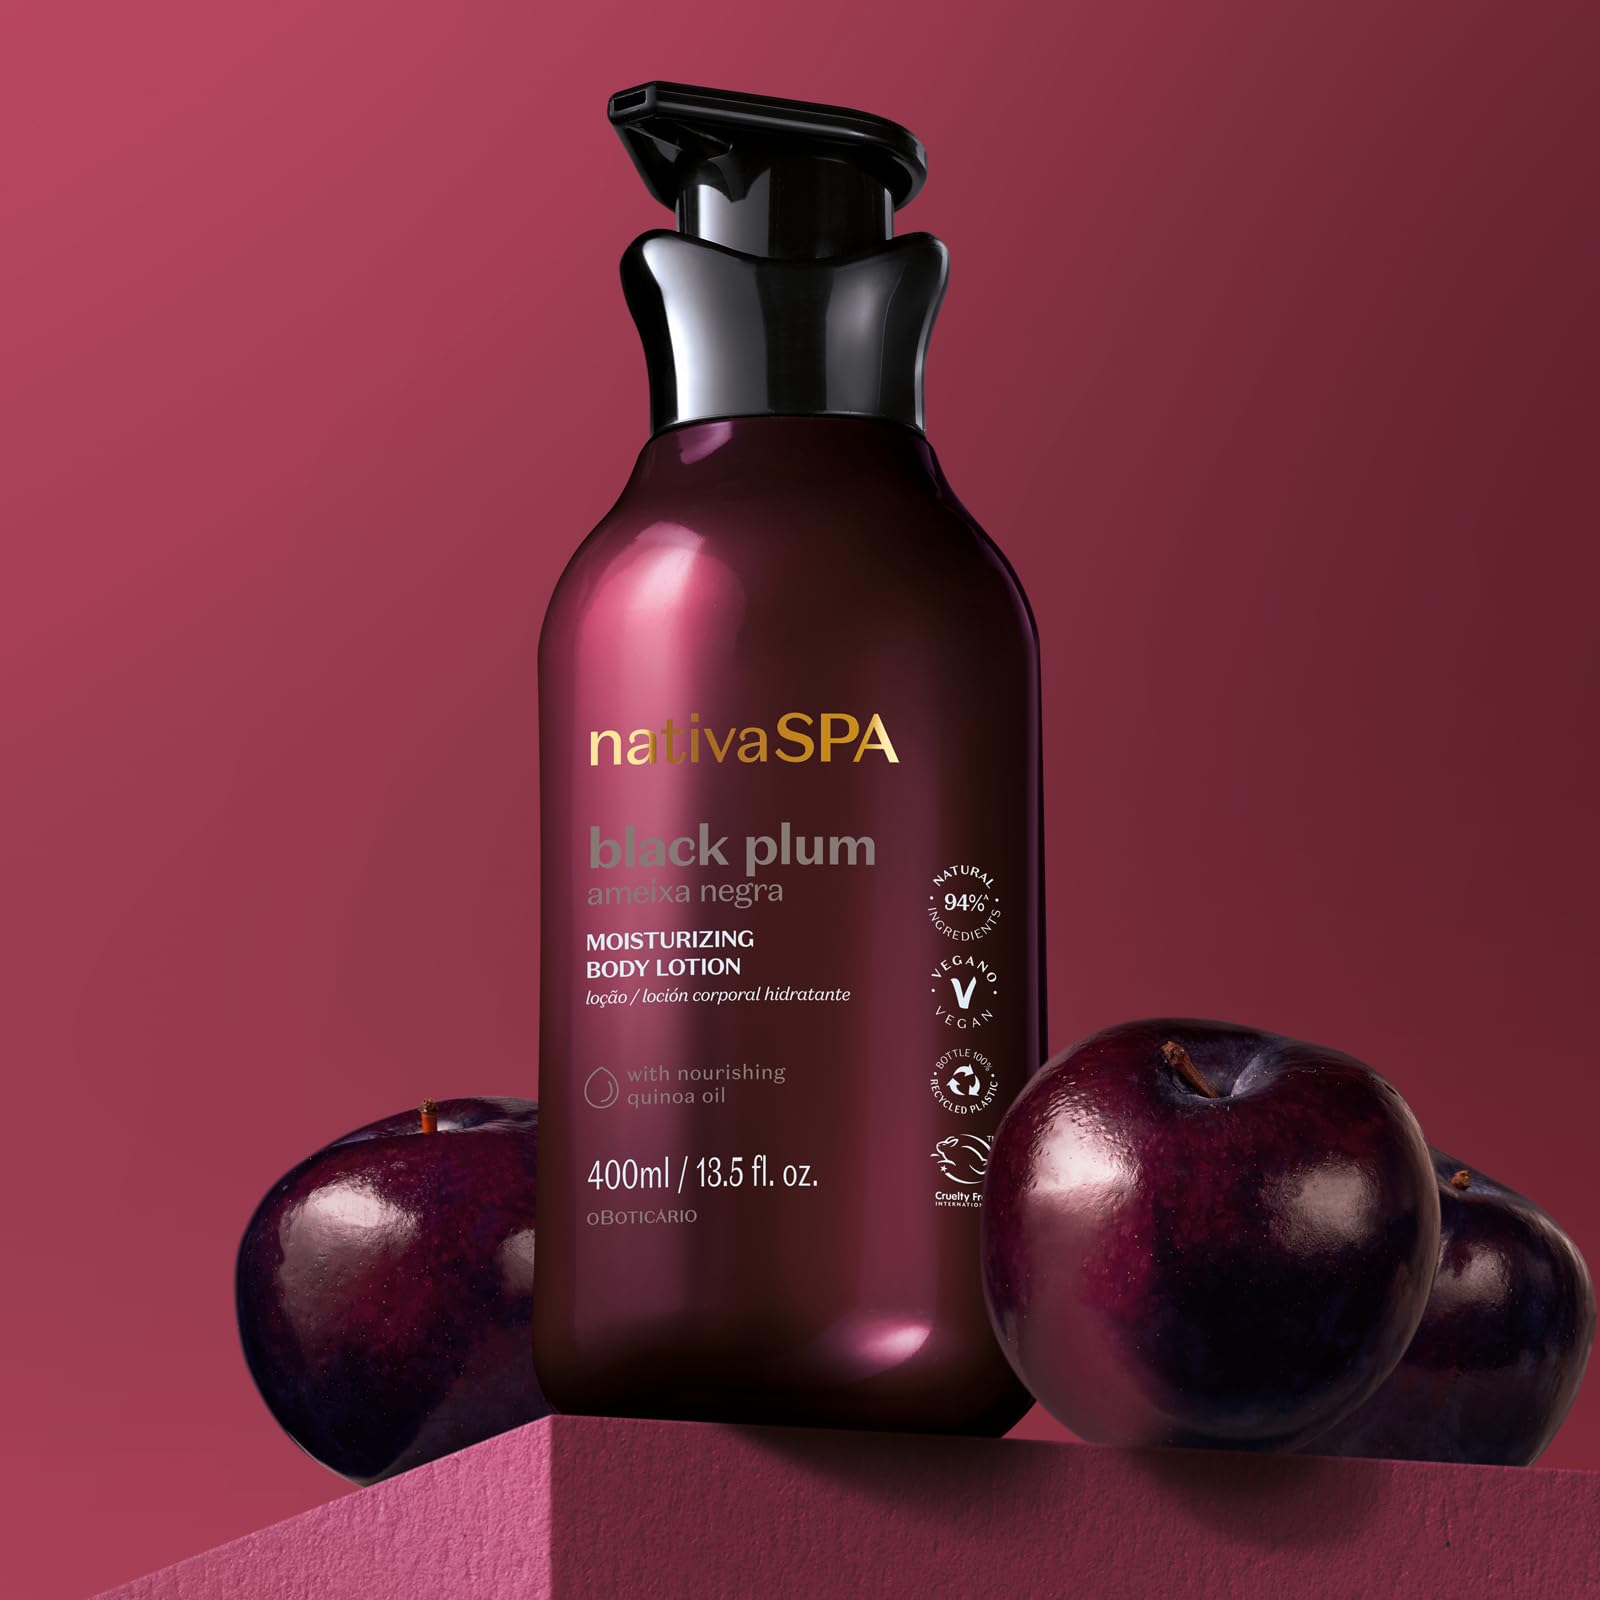 nativaSPA
black plum
ameixa negra
MOISTURIZING
BODY LOTION
loção / loción corporal hidratante
with nourishing
quinoa oil
400ml / 13.5 fl. oz.
oBOTICÁRIO
NATURAL
94%^
INGREDIENTS
VEGANO
V
VEGAN
BOTTLE 100%
RECYCLED PLASTIC
Cruelty